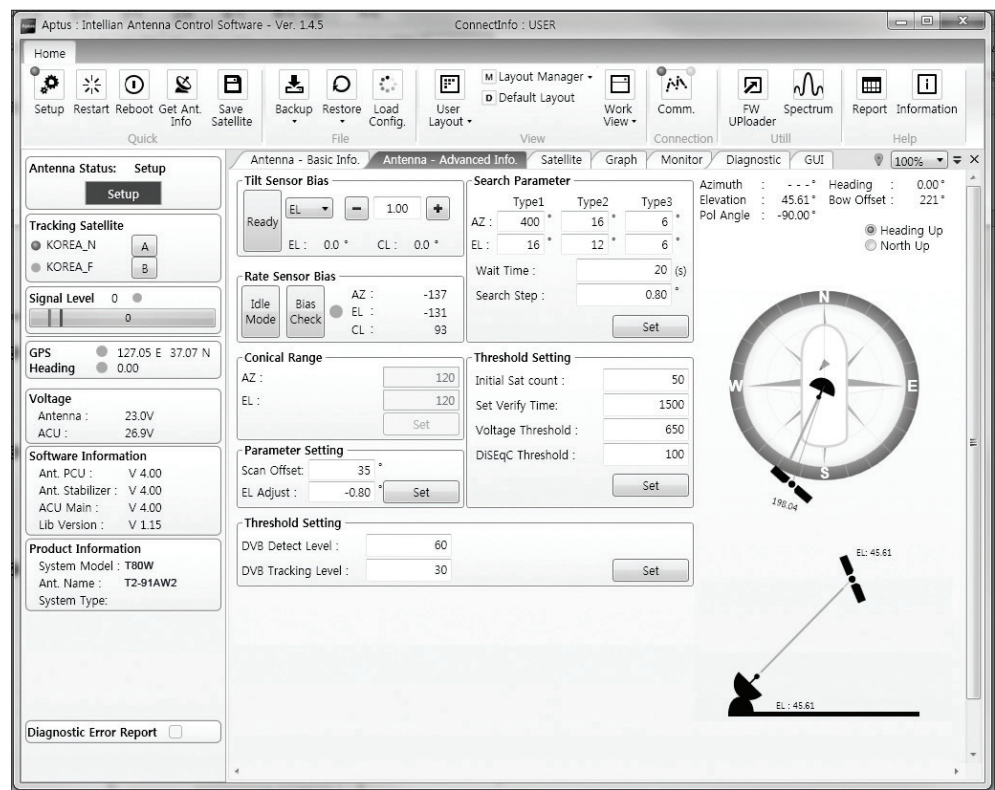 Aptus : Intellian Antenna Control Software - Ver. 1.4.5 ConnectInfo : USER
Home
Setup Restart Reboot Get Ant. Info Save Satellite
Quick
Backup Restore Load Config.
File
User Layout
M Layout Manager
D Default Layout
Work View
View
Comm.
Connection
FW UPloader Spectrum
Utill
Report Information
Help
Antenna Status: Setup
Setup
Tracking Satellite
KOREA_N A
KOREA_F B
Signal Level 0
0
GPS 127.05 E 37.07 N
Heading 0.00
Voltage
Antenna : 23.0V
ACU : 26.9V
Software Information
Ant. PCU : V 4.00
Ant. Stabilizer : V 4.00
ACU Main : V 4.00
Lib Version : V 1.15
Product Information
System Model : T80W
Ant. Name : T2-91AW2
System Type:
Diagnostic Error Report
Antenna - Basic Info. Antenna - Advanced Info. Satellite Graph Monitor Diagnostic GUI 100%
Tilt Sensor Bias
Ready EL - 1.00 +
EL : 0.0 ° CL : 0.0 °
Rate Sensor Bias
Idle Mode Bias Check
AZ : -137
EL : -131
CL : 93
Conical Range
AZ : 120
EL : 120
Set
Parameter Setting
Scan Offset: 35 °
EL Adjust : -0.80 ° Set
Search Parameter
Type1 Type2 Type3
AZ : 400 ° 16 ° 6 °
EL : 16 ° 12 ° 6 °
Wait Time : 20 (s)
Search Step : 0.80 °
Set
Threshold Setting
Initial Sat count : 50
Set Verify Time: 1500
Voltage Threshold : 650
DiSEqC Threshold : 100
Set
Threshold Setting
DVB Detect Level : 60
DVB Tracking Level : 30
Set
Azimuth : - - -° Heading : 0.00°
Elevation : 45.61° Bow Offset : 221°
Pol Angle : -90.00°
Heading Up
North Up
N
W
E
S
198.04
EL: 45.61
EL : 45.61